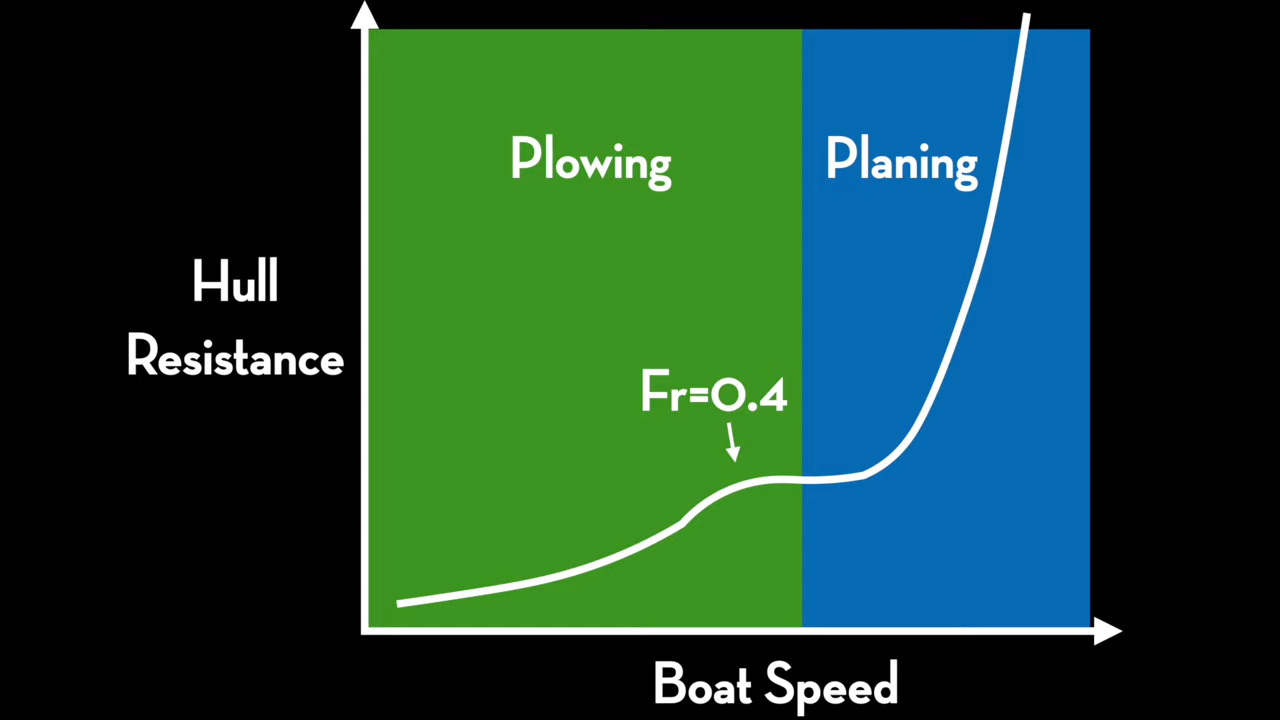 Plowing
Planing
Hull
Resistance
Fr=0.4
Boat Speed